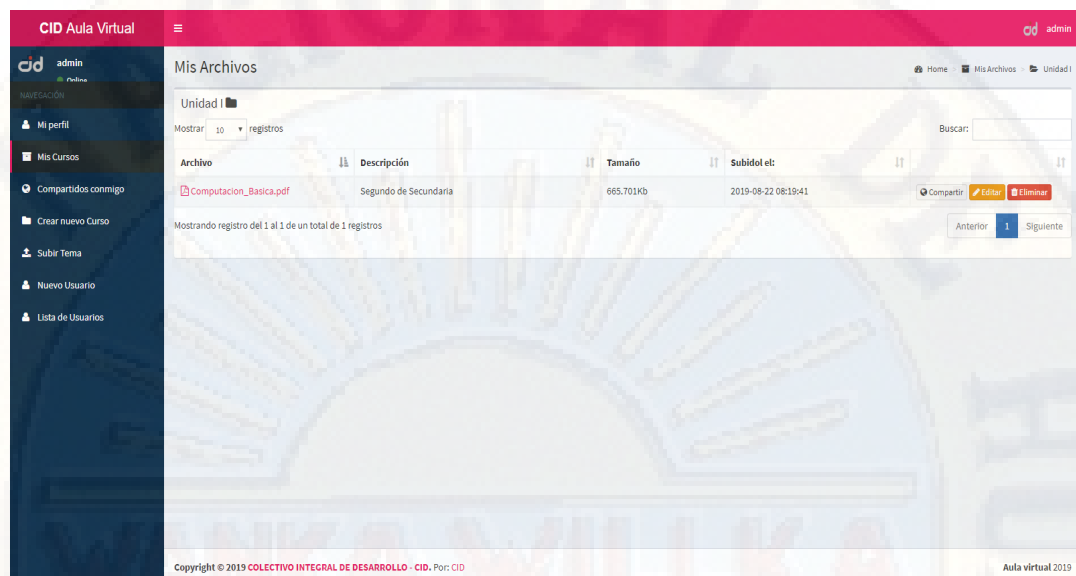 CID Aula Virtual
cid admin
cid admin
Online
NAVEGACIÓN
Mi perfil
Mis Cursos
Compartidos conmigo
Crear nuevo Curso
Subir Tema
Nuevo Usuario
Lista de Usuarios
Mis Archivos
Home Mis Archivos Unidad I
Unidad I
Mostrar 10 registros
Buscar:
Archivo Descripción Tamaño Subidol el:
Computacion_Basica.pdf Segundo de Secundaria 665.701Kb 2019-08-22 08:19:41 Compartir Editar Eliminar
Mostrando registro del 1 al 1 de un total de 1 registros
Anterior 1 Siguiente
WANKA WILLKA
Copyright © 2019 COLECTIVO INTEGRAL DE DESARROLLO - CID. Por: CID
Aula virtual 2019